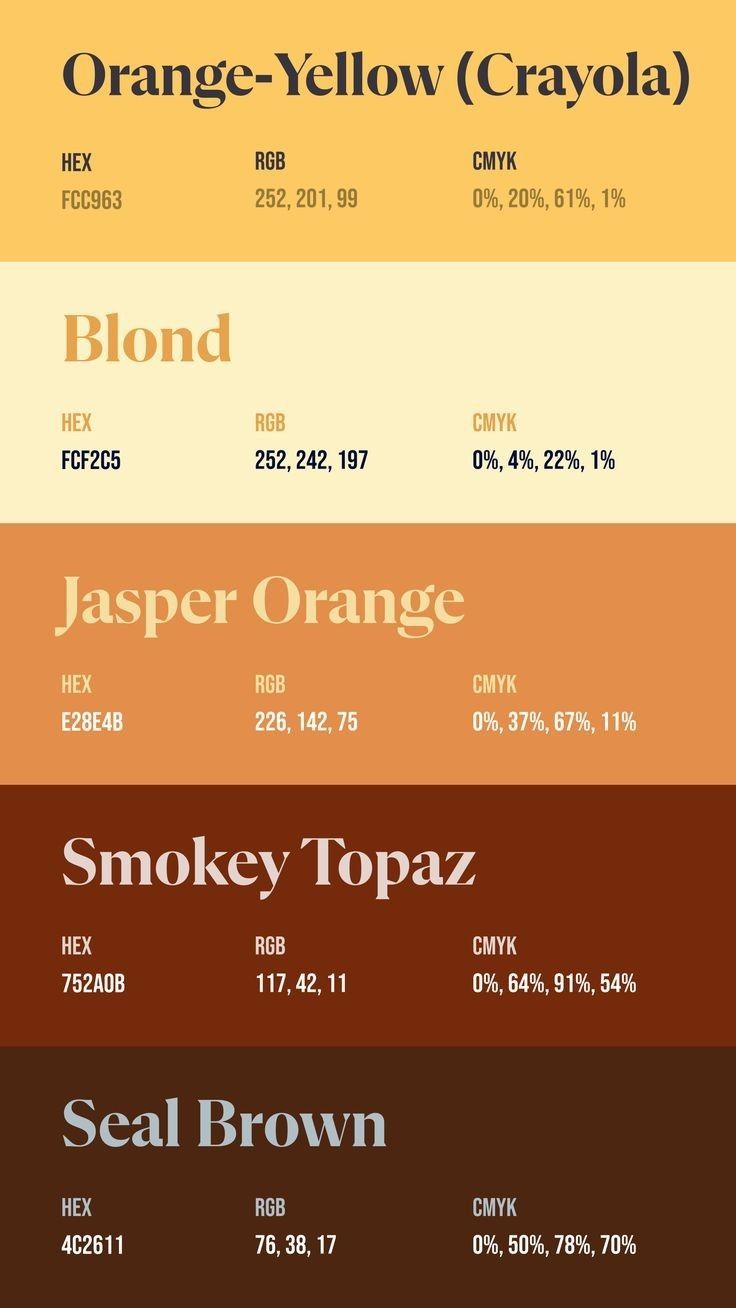 Orange-Yellow (Crayola)
HEX RGB CMYK
FCC963 252, 201, 99 0%, 20%, 61%, 1%
Blond
HEX RGB CMYK
FCF2C5 252, 242, 197 0%, 4%, 22%, 1%
Jasper Orange
HEX RGB CMYK
E28E4B 226, 142, 75 0%, 37%, 67%, 11%
Smokey Topaz
HEX RGB CMYK
752A0B 117, 42, 11 0%, 64%, 91%, 54%
Seal Brown
HEX RGB CMYK
4C2611 76, 38, 17 0%, 50%, 78%, 70%